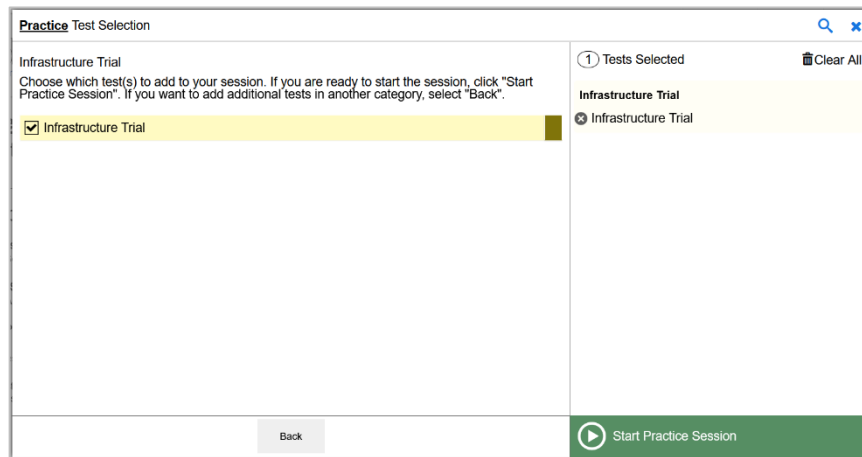 Practice Test Selection
Infrastructure Trial
Choose which test(s) to add to your session. If you are ready to start the session, click "Start
Practice Session". If you want to add additional tests in another category, select "Back".
Infrastructure Trial
Back
1 Tests Selected
Clear All
Infrastructure Trial
Infrastructure Trial
Start Practice Session